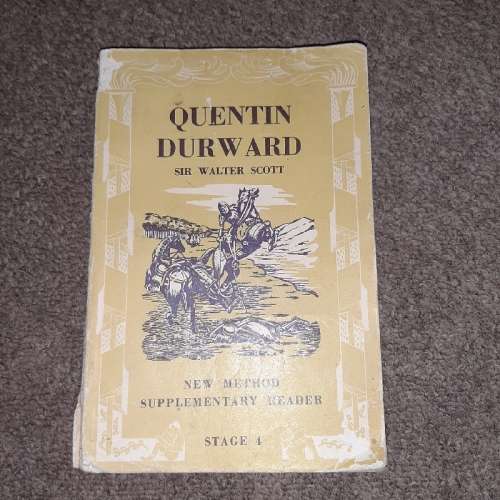 QUENTIN
DURWARD
SIR WALTER SCOTT
NEW METHOD
SUPPLEMENTARY READER
STAGE 4